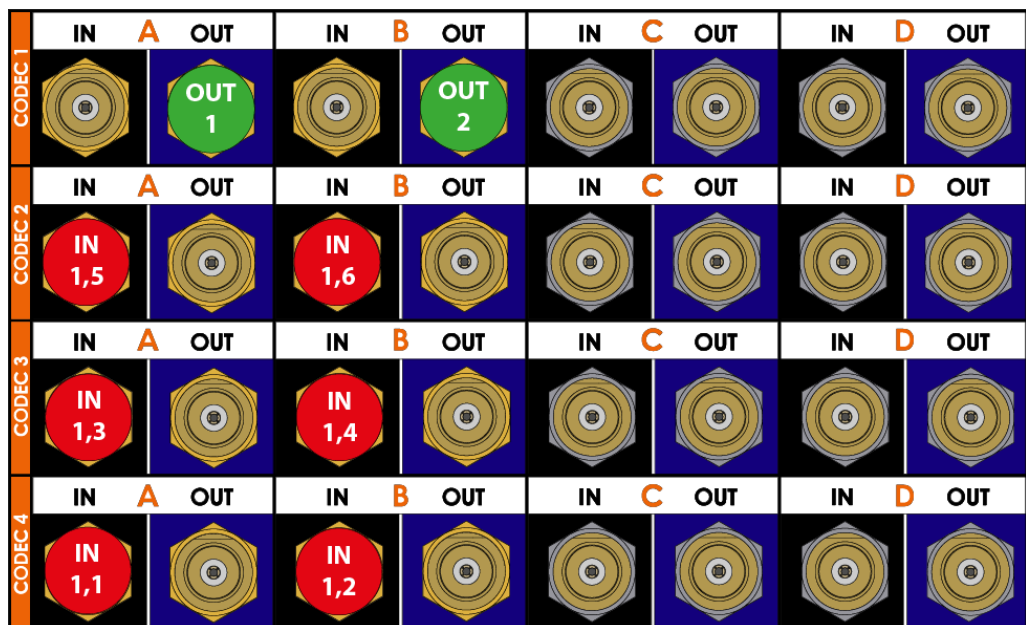 CODEC 1
IN A OUT IN B OUT IN C OUT IN D OUT
OUT OUT
1 2
CODEC 2
IN A OUT IN B OUT IN C OUT IN D OUT
IN IN
1,5 1,6
CODEC 3
IN A OUT IN B OUT IN C OUT IN D OUT
IN IN
1,3 1,4
CODEC 4
IN A OUT IN B OUT IN C OUT IN D OUT
IN IN
1,1 1,2